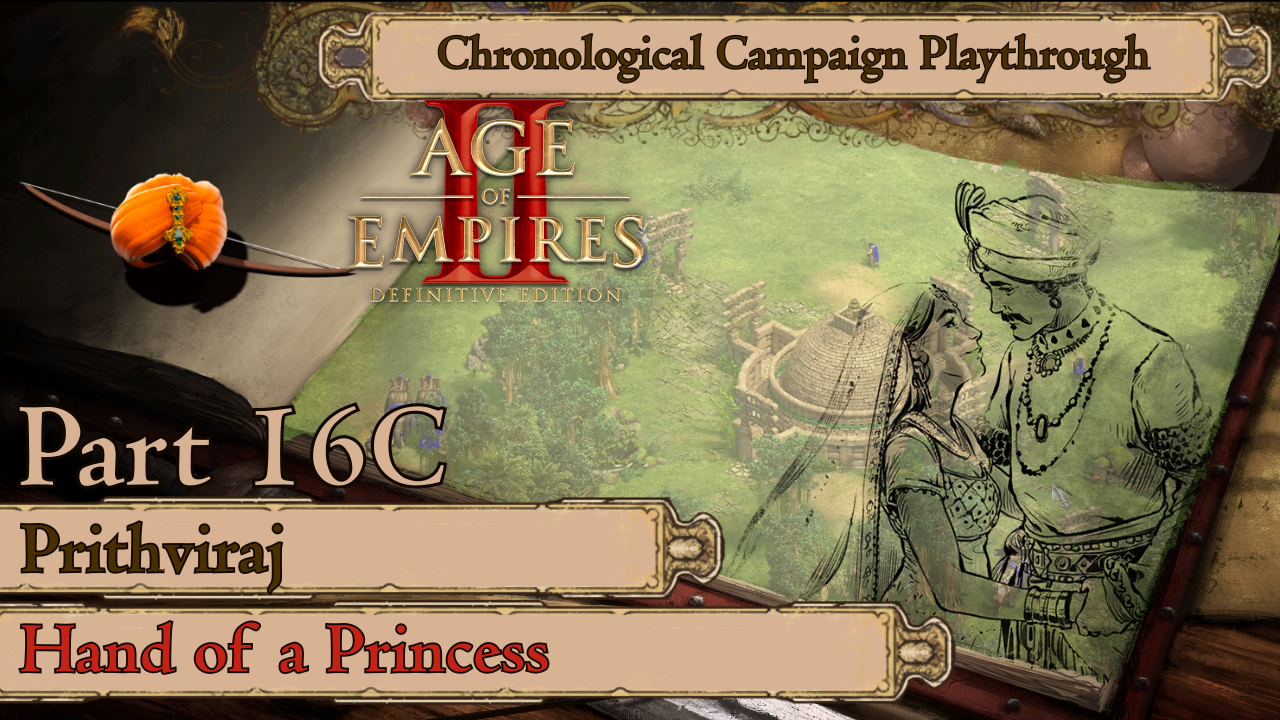 Chronological Campaign Playthrough
II
AGE
OF
EMPIRES
DEFINITIVE EDITION
Part 16C
Prithviraj
Hand of a Princess